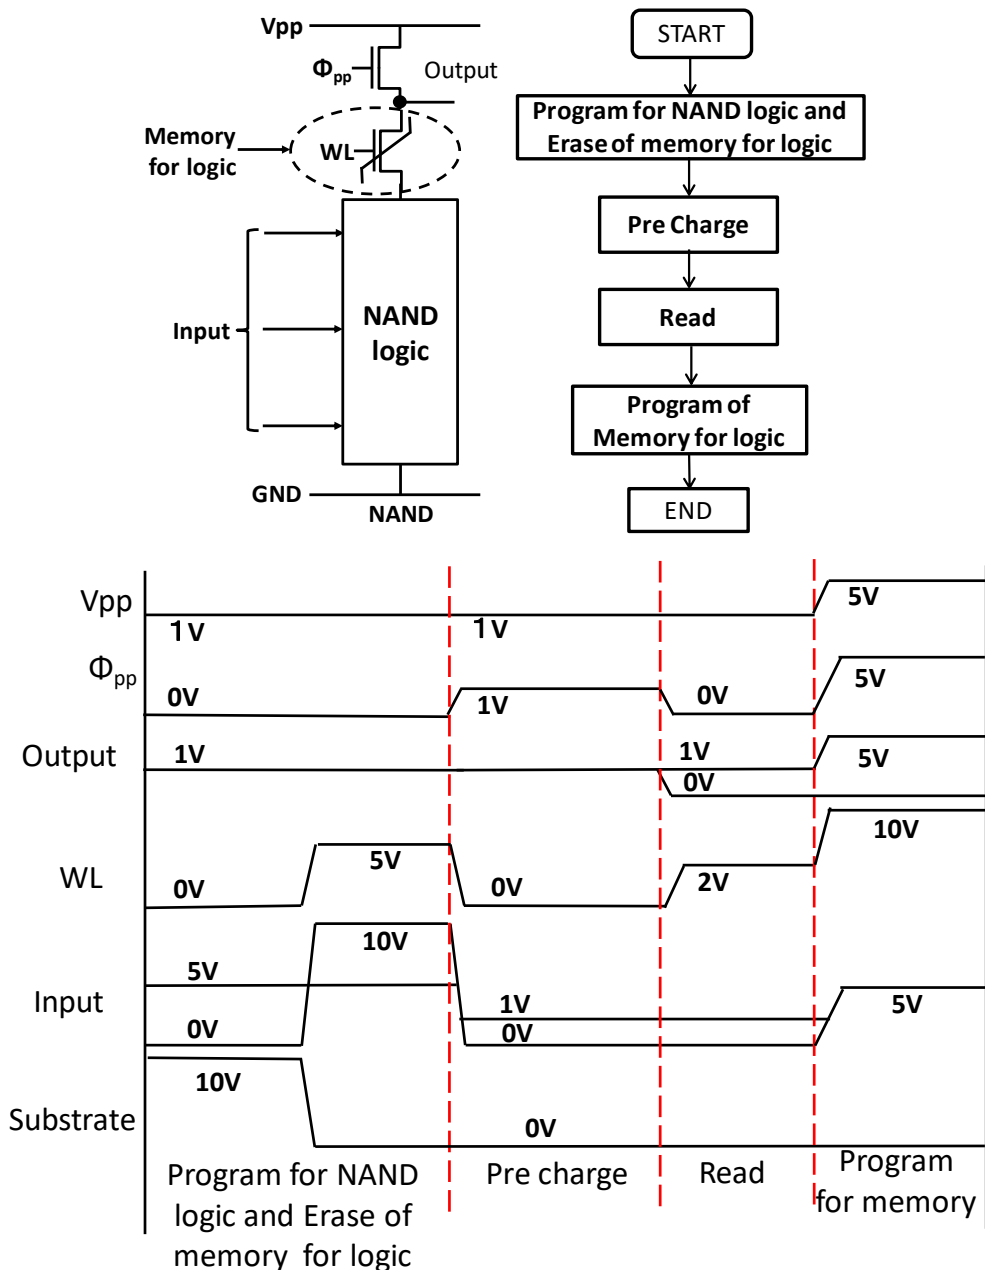 Vpp
Φpp
Output
Memory
for logic
WL
Input
NAND
logic
GND
NAND
START
Program for NAND logic and
Erase of memory for logic
Pre Charge
Read
Program of
Memory for logic
END
Vpp
1V
1V
5V
Φpp
0V
1V
0V
5V
Output
1V
1V
0V
5V
WL
0V
5V
0V
2V
10V
Input
5V
0V
10V
1V
0V
5V
Substrate
10V
0V
Program for NAND
logic and Erase of
memory for logic
Pre charge
Read
Program
for memory